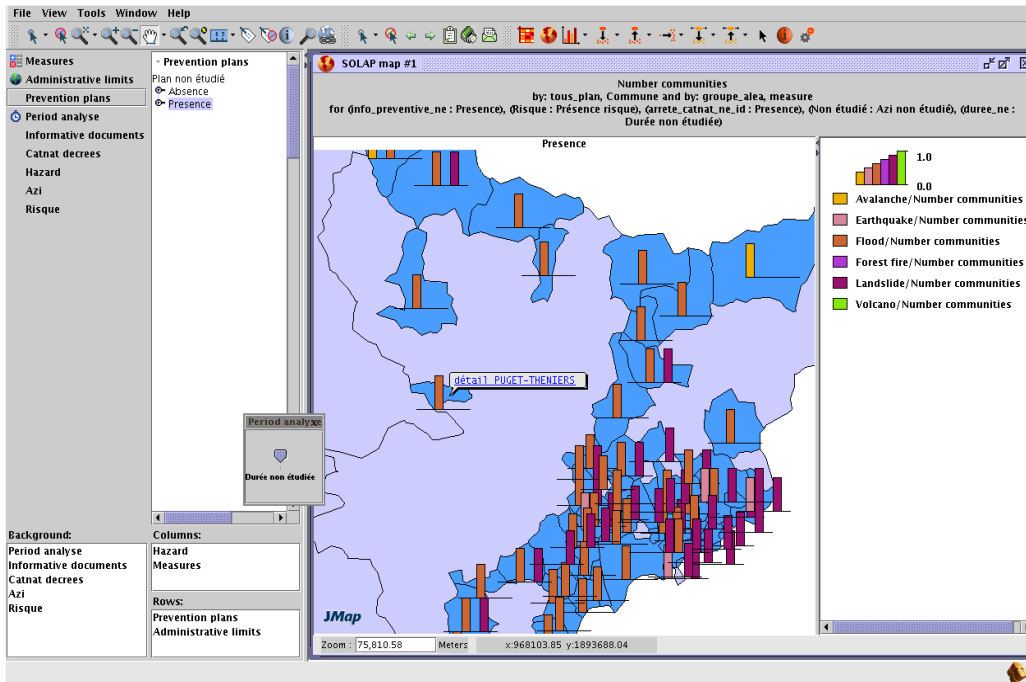 File View Tools Window Help
Measures
Administrative limits
Prevention plans
Period analyse
Informative documents
Catnat decrees
Hazard
Azi
Risque
Prevention plans
Plan non étudié
Absence
Presence
SOLAP map #1
Number communities
by: tous_plan, Commune and by: groupe_alea, measure
for (info_preventive_ne : Presence), (Risque : Présence risque), (arrete_catnat_ne_id : Presence), (Non étudié : Azi non étudié), (duree_ne :
Durée non étudiée)
Presence
détail PUGET-THENIERS
1.0
0.0
Avalanche/Number communities
Earthquake/Number communities
Flood/Number communities
Forest fire/Number communities
Landslide/Number communities
Volcano/Number communities
Period analyse
Durée non étudiée
Background:
Period analyse
Informative documents
Catnat decrees
Azi
Risque
Columns:
Hazard
Measures
Rows:
Prevention plans
Administrative limits
JMap
Zoom : 75,810.58 Meters x:968103.85 y:1893688.04